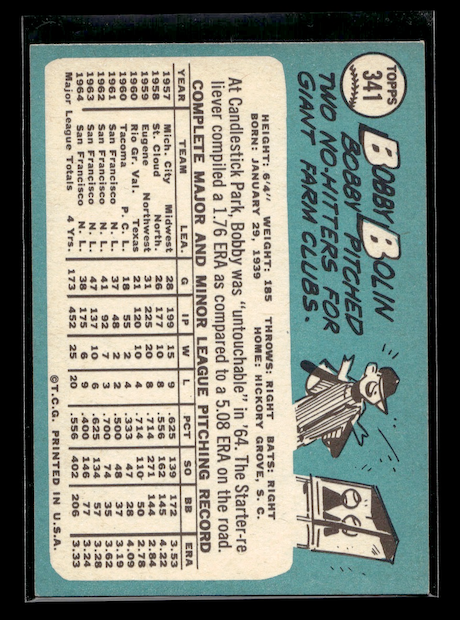 TOPPS
341
BOBBY BOLIN
BOBBY PITCHED
TWO NO-HITTERS FOR
GIANT FARM CLUBS.
HEIGHT: 6'4" WEIGHT: 185 THROWS: RIGHT BATS: RIGHT
BORN: JANUARY 29, 1939 HOME: HICKORY GROVE, S. C.
At Candlestick Park, Bobby was "untouchable" in '64. The Starter-re
liever compiled a 1.76 ERA as compared to a 5.08 ERA on the road.
COMPLETE MAJOR AND MINOR LEAGUE PITCHING RECORD
YEAR TEAM LEA. G IP W L PCT SO BB ERA
1957 Mich. City Midwest 28 199 15 9 .625 139 172 3.53
1958 St. Cloud North. 26 177 10 8 .556 162 145 4.22
1959 Eugene Northwest 31 225 20 8 .714 271 144 2.84
1960 Rio Gr. Val. Texas 21 120 10 4 .714 111 50 2.78
1960 Tacoma P. C. L. 18 55 2 4 .333 45 28 4.09
1961 San Francisco N. L. 37 48 2 2 .500 48 37 3.19
1962 San Francisco N. L. 41 92 7 3 .700 74 35 3.62
1963 San Francisco N. L. 47 137 10 6 .625 134 57 3.28
1964 San Francisco N. L. 38 175 6 9 .400 146 77 3.24
Major League Totals 4 Yrs. 173 452 25 20 .556 402 206 3.33
©T.C.G. PRINTED IN U.S.A.